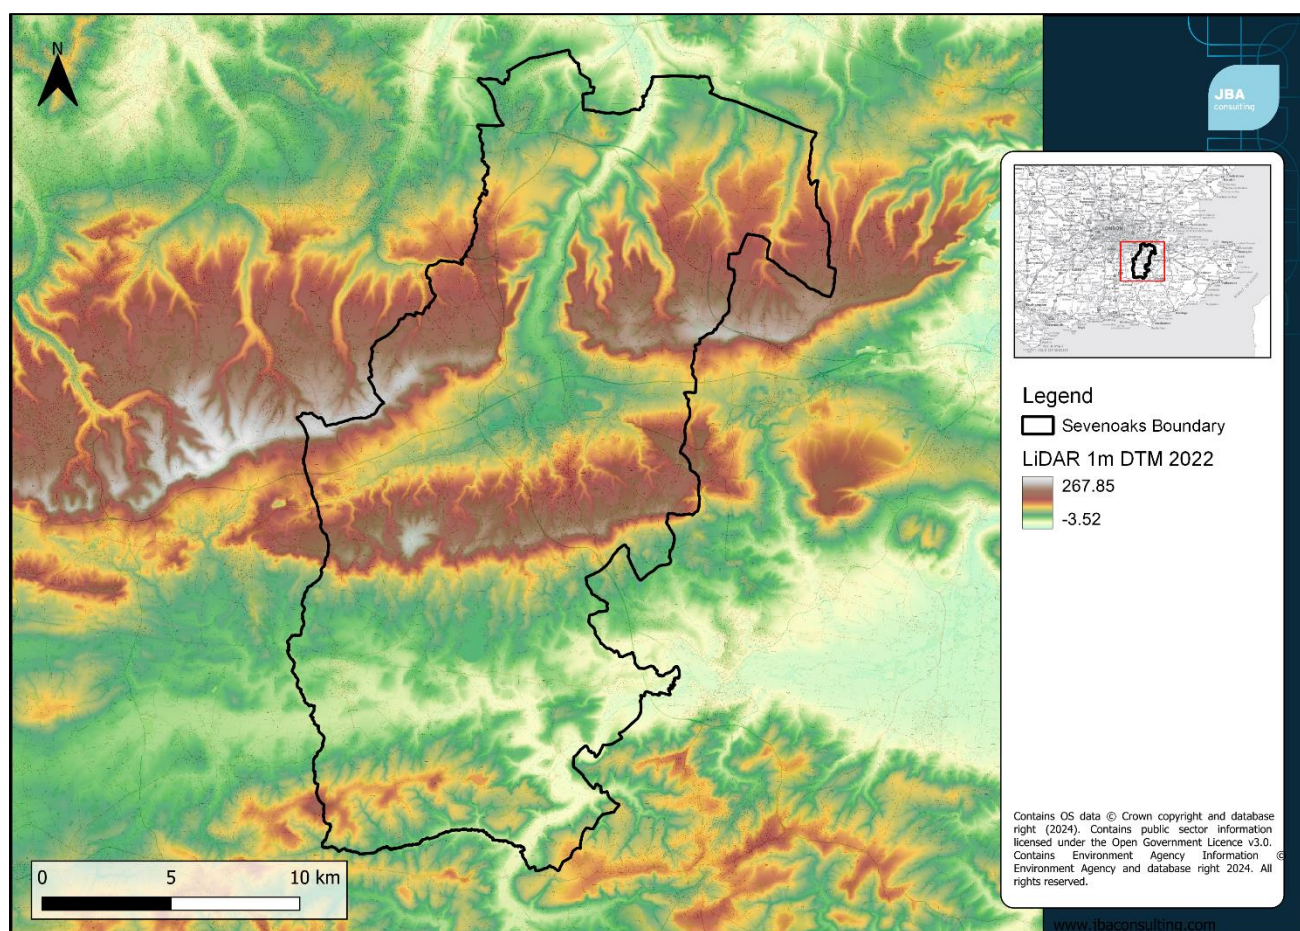 N
JBA
consulting
LONDON
Legend
Sevenoaks Boundary
LiDAR 1m DTM 2022
267.85
-3.52
Contains OS data © Crown copyright and database
right (2024). Contains public sector information
licensed under the Open Government Licence v3.0.
Contains Environment Agency Information ©
Environment Agency and database right 2024. All
rights reserved.
0 5 10 km
www.jbaconsulting.com